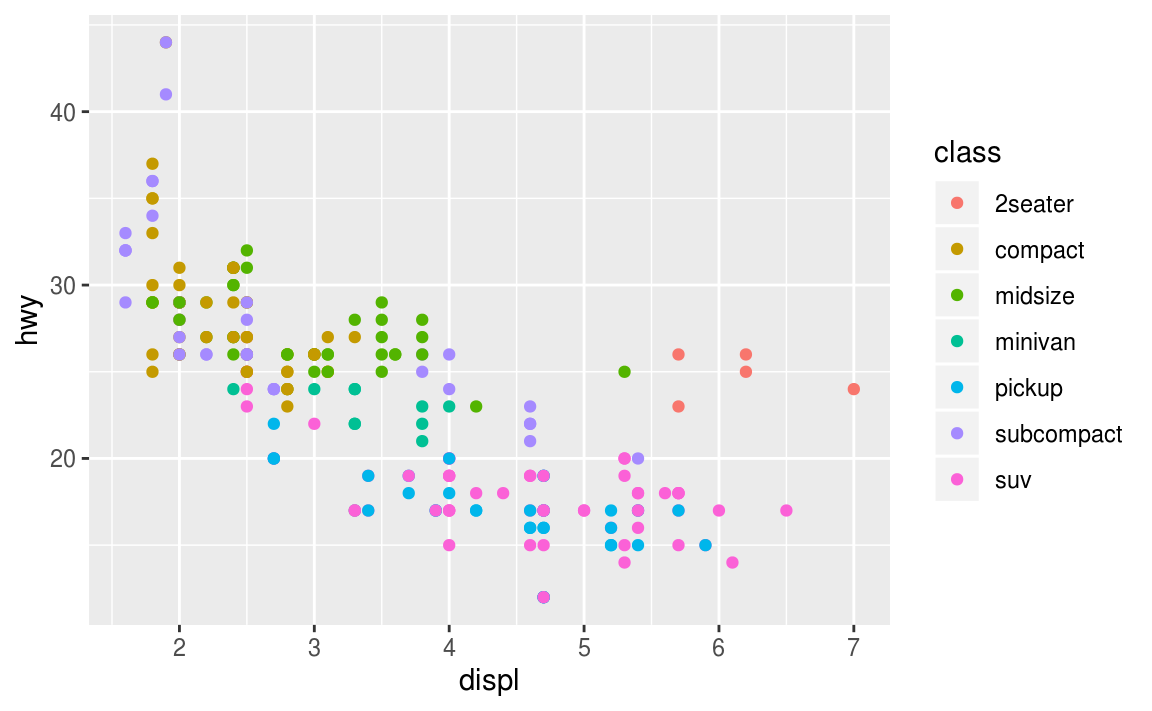 40
30
20
hwy
2
3
4
5
6
7
displ
class
2seater
compact
midsize
minivan
pickup
subcompact
suv